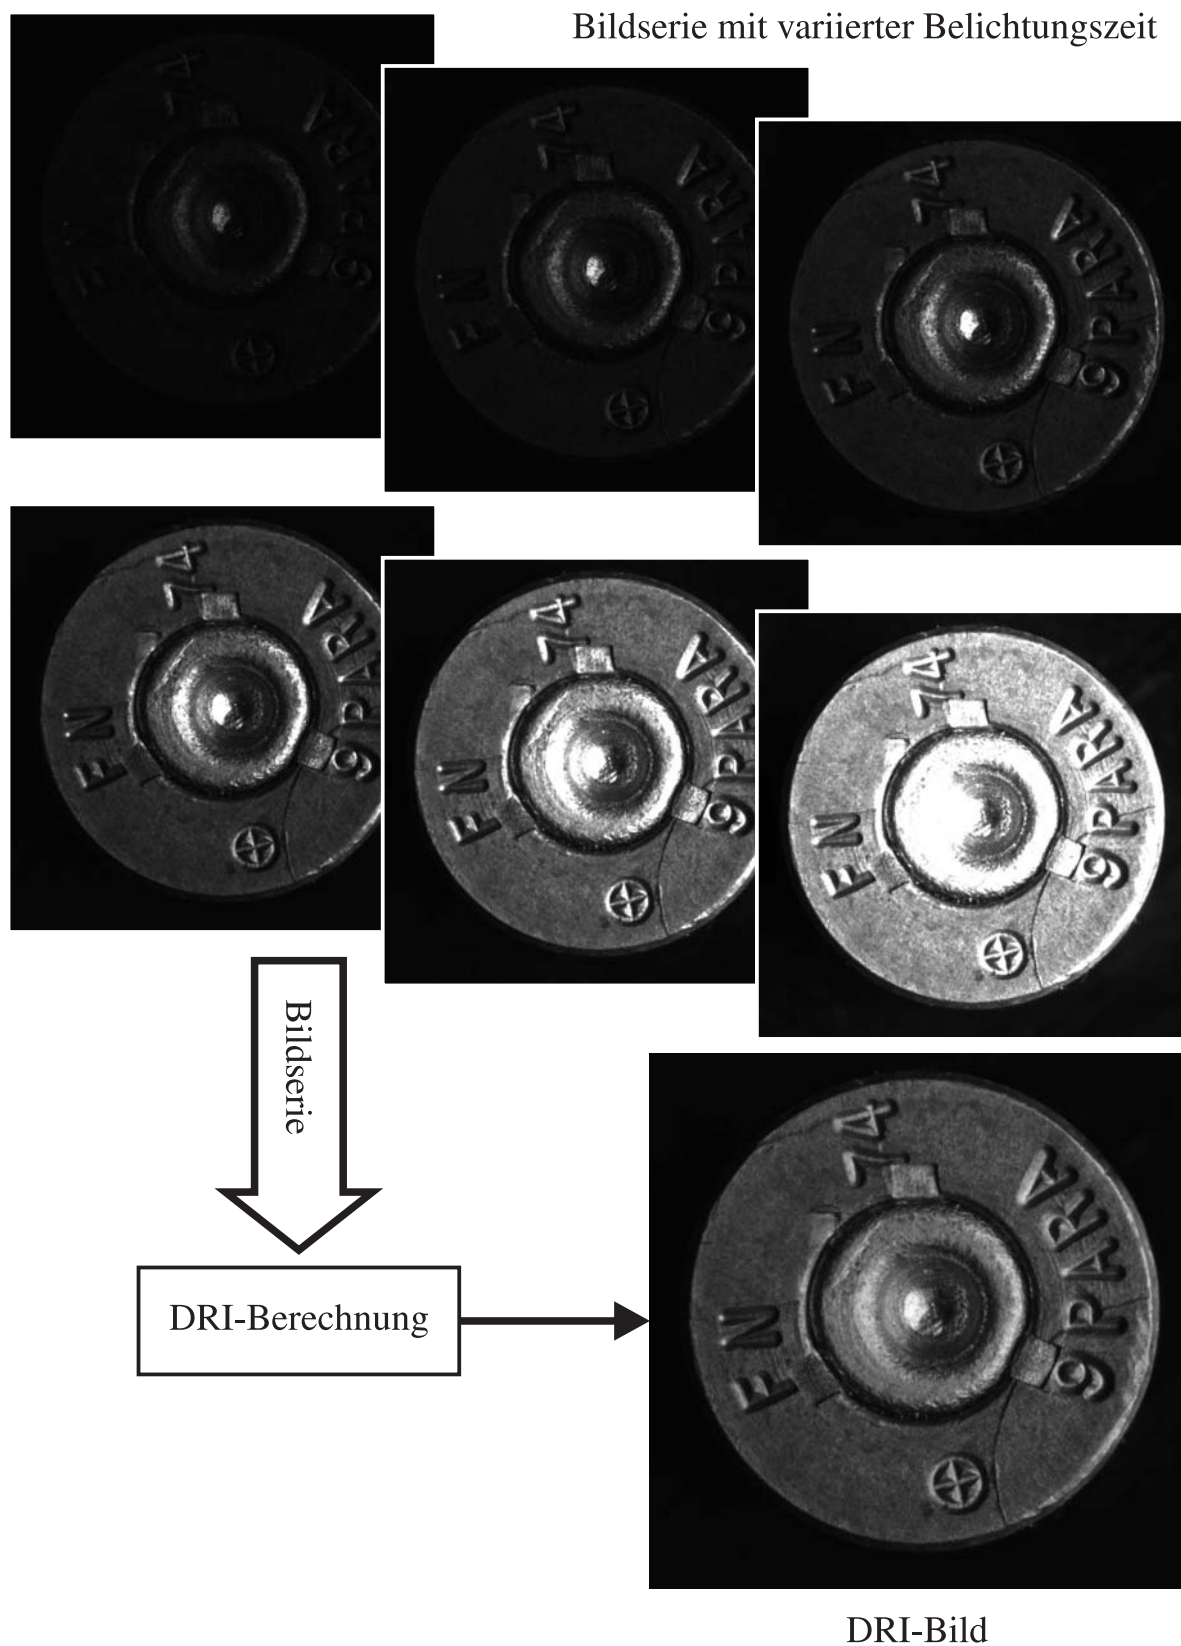 Bildserie mit variierter Belichtungszeit
74
9PARA
FN
74
9PARA
FN
74
9PARA
FN
74
9PARA
FN
74
9PARA
FN
74
9PARA
FN
Bildserie
DRI-Berechnung
74
9PARA
FN
DRI-Bild